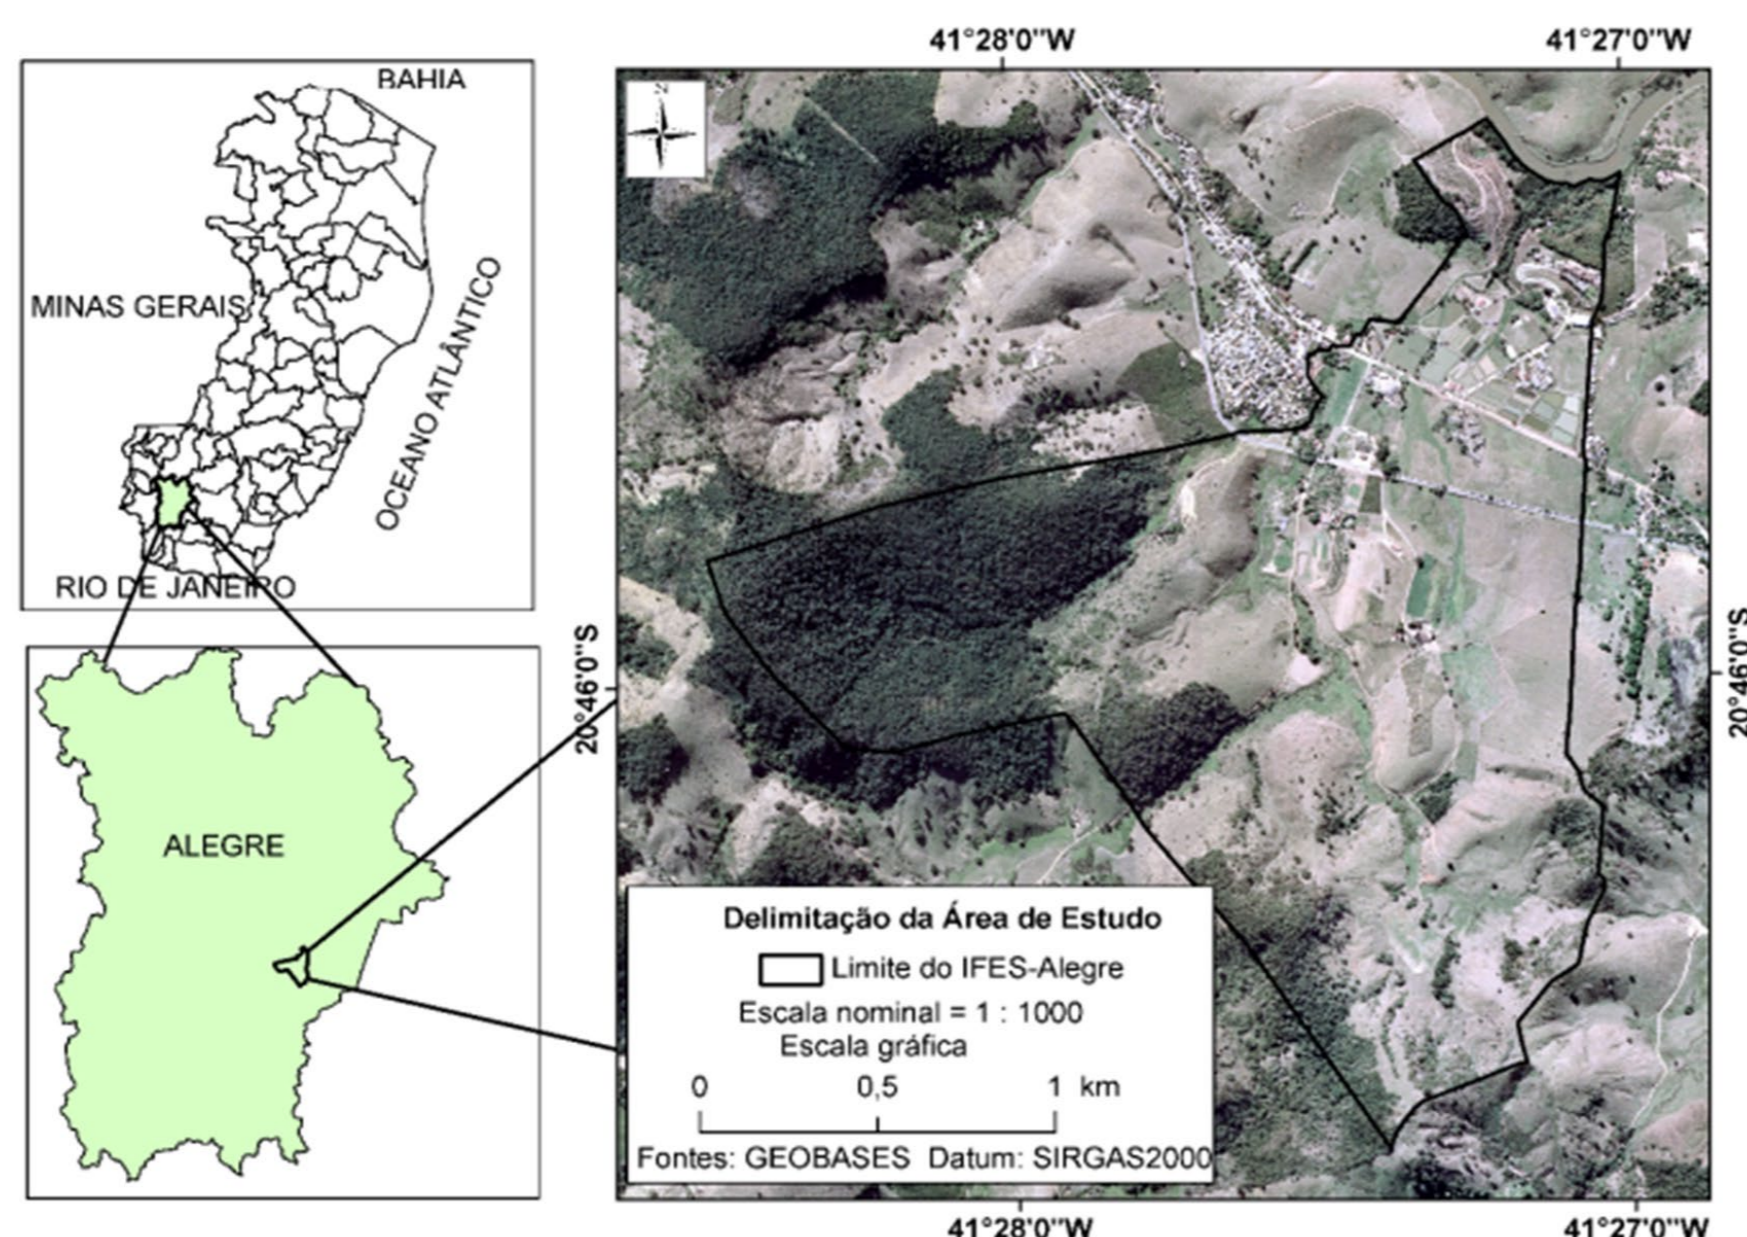 BAHIA
MINAS GERAIS
OCEANO ATLÂNTICO
RIO DE JANEIRO
ALEGRE
41°28'0"W
41°27'0"W
N
20°46'0"S
20°46'0"S
Delimitação da Área de Estudo
Limite do IFES-Alegre
Escala nominal = 1 : 1000
Escala gráfica
0 0,5 1 km
Fontes: GEOBASES Datum: SIRGAS2000
41°28'0"W
41°27'0"W